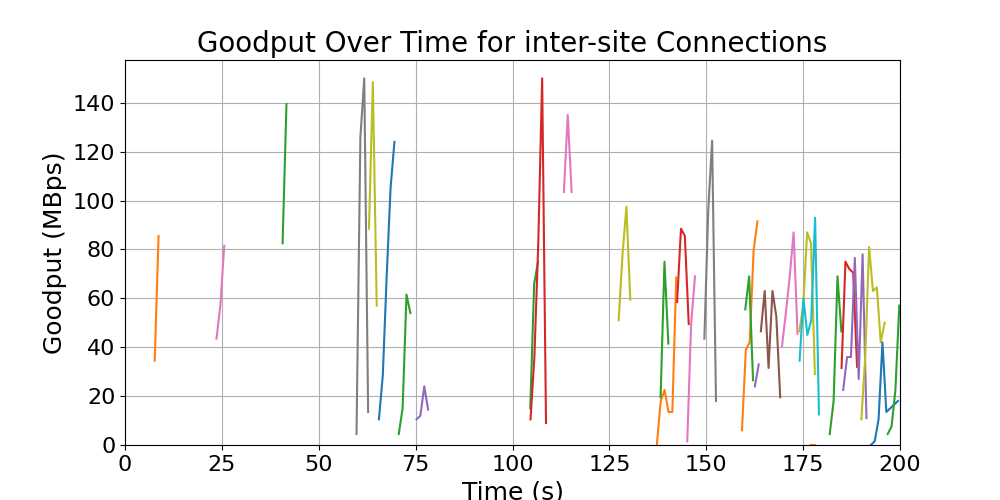 Goodput Over Time for inter-site Connections
Goodput (MBps)
140
120
100
80
60
40
20
0
0 25 50 75 100 125 150 175 200
Time (s)